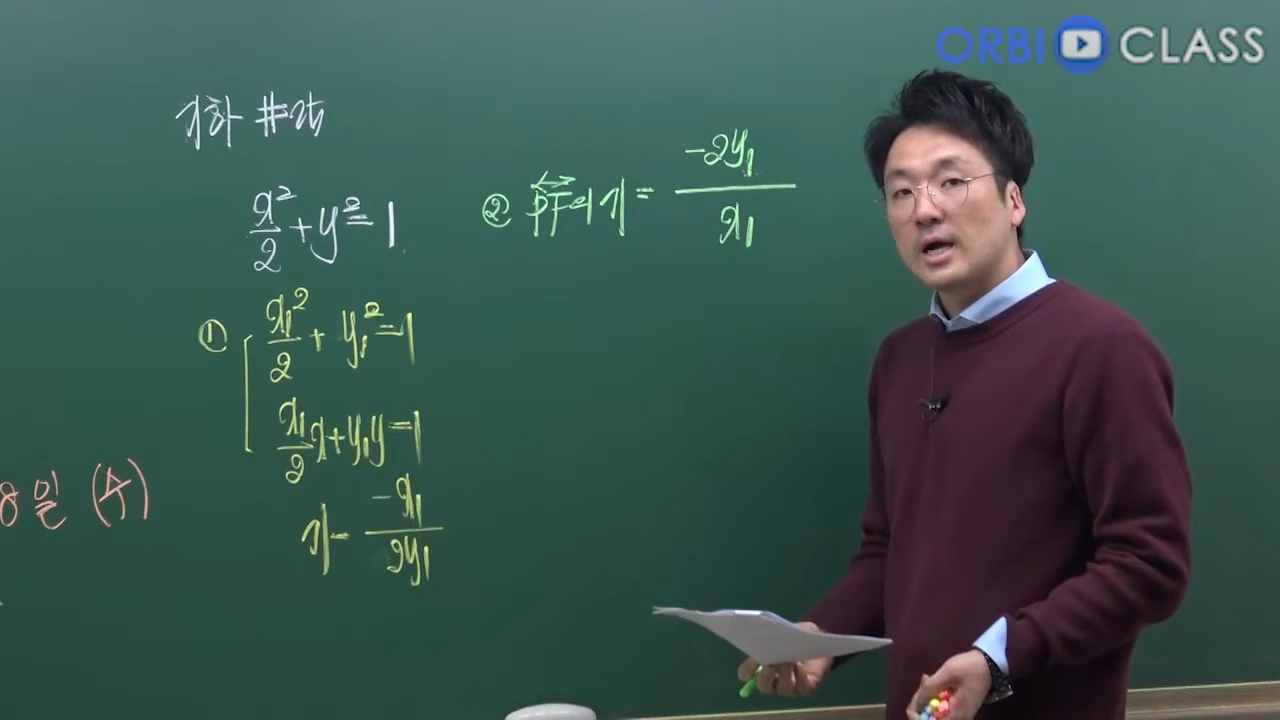 ORBI CLASS
기하 #
x²/2 + y² = 1
① x₁²/2 + y₁² = 1
x₁/2 x + y₁y = 1
기 = -x₁/2y₁
② PF의 기 = -2y₁/x₁
8일 (수)